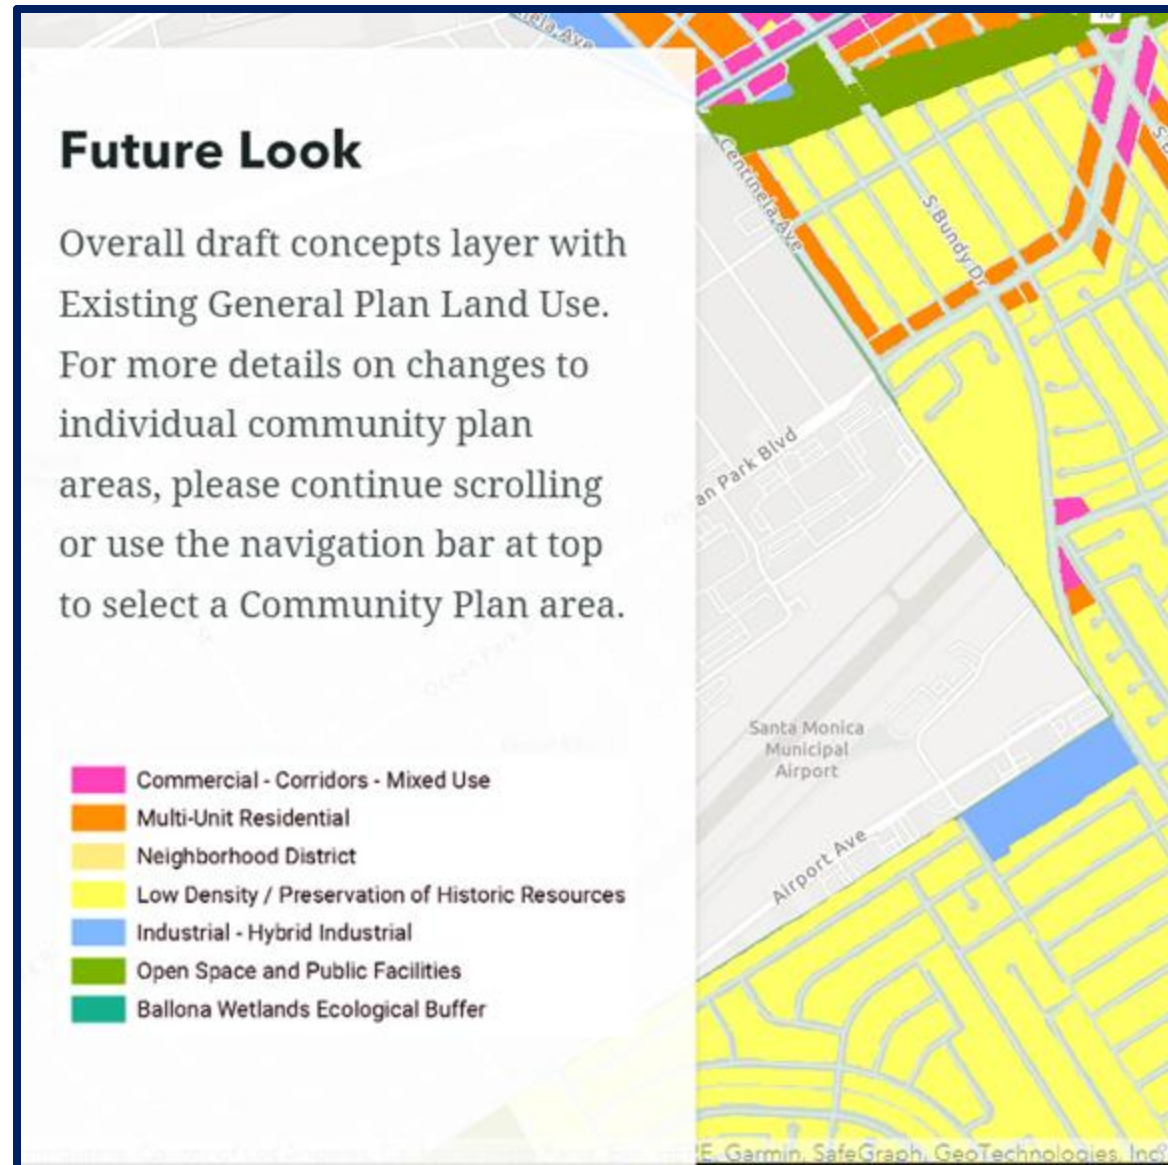 Future Look
Overall draft concepts layer with
Existing General Plan Land Use.
For more details on changes to
individual community plan
areas, please continue scrolling
or use the navigation bar at top
to select a Community Plan area.
Commercial - Corridors - Mixed Use
Multi-Unit Residential
Neighborhood District
Low Density / Preservation of Historic Resources
Industrial - Hybrid Industrial
Open Space and Public Facilities
Ballona Wetlands Ecological Buffer
Centinela Ave
S Bundy Dr
an Park Blvd
Santa Monica
Municipal
Airport
Airport Ave
Garmin, SafeGraph, GeoTechnologies, Inc